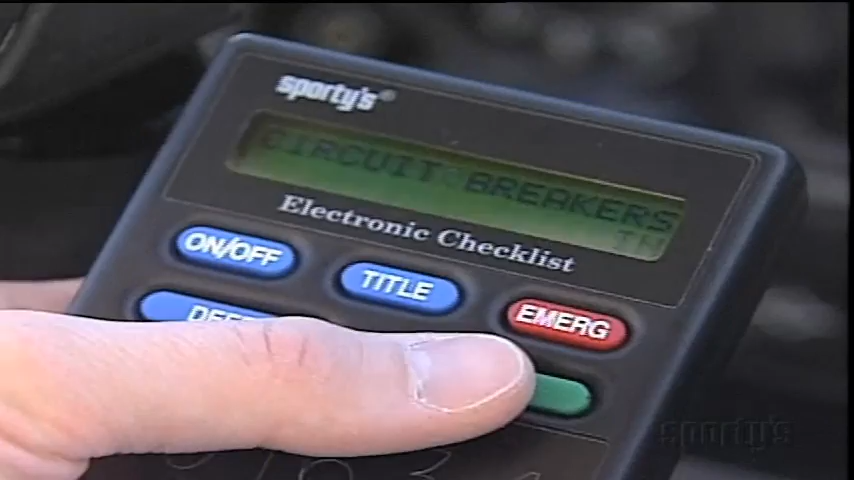 sporty's®
CIRCUIT BREAKERS
IN
Electronic Checklist
ON/OFF
TITLE
EMERG
sporty's